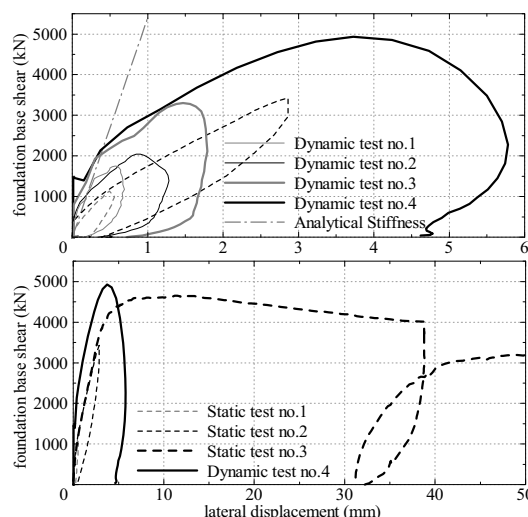 foundation base shear (kN)
5000
4000
3000
2000
1000
0
Dynamic test no.1
Dynamic test no.2
Dynamic test no.3
Dynamic test no.4
Analytical Stiffness
0 1 2 3 4 5 6
foundation base shear (kN)
5000
4000
3000
2000
1000
0
Static test no.1
Static test no.2
Static test no.3
Dynamic test no.4
0 10 20 30 40 50
lateral displacement (mm)